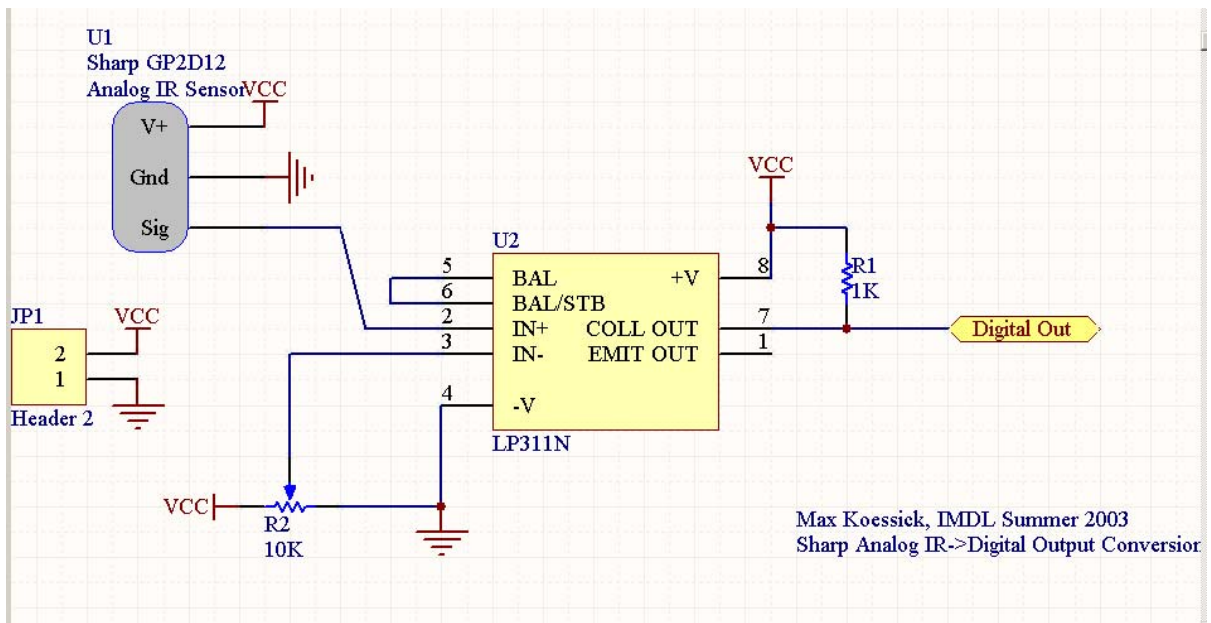 U1
Sharp GP2D12
Analog IR Sensor
VCC
V+
Gnd
Sig
VCC
U2
5
BAL
+V
8
6
BAL/STB
R1
1K
2
IN+
COLL OUT
7
Digital Out
3
IN-
EMIT OUT
1
4
-V
LP311N
JP1
VCC
2
1
Header 2
VCC
R2
10K
Max Koessick, IMDL Summer 2003
Sharp Analog IR->Digital Output Conversion